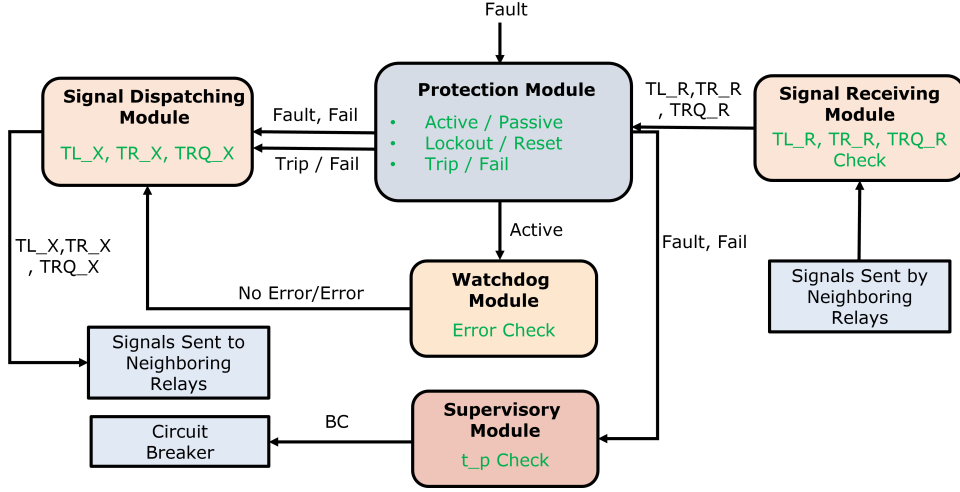 Fault
Signal Dispatching
Module
TL_X, TR_X, TRQ_X
Fault, Fail
Trip / Fail
Protection Module
• Active / Passive
• Lockout / Reset
• Trip / Fail
TL_R,TR_R
, TRQ_R
Signal Receiving
Module
TL_R, TR_R, TRQ_R
Check
TL_X,TR_X
, TRQ_X
Active
Fault, Fail
No Error/Error
Watchdog
Module
Error Check
Signals Sent by
Neighboring
Relays
Signals Sent to
Neighboring
Relays
Circuit
Breaker
BC
Supervisory
Module
t_p Check